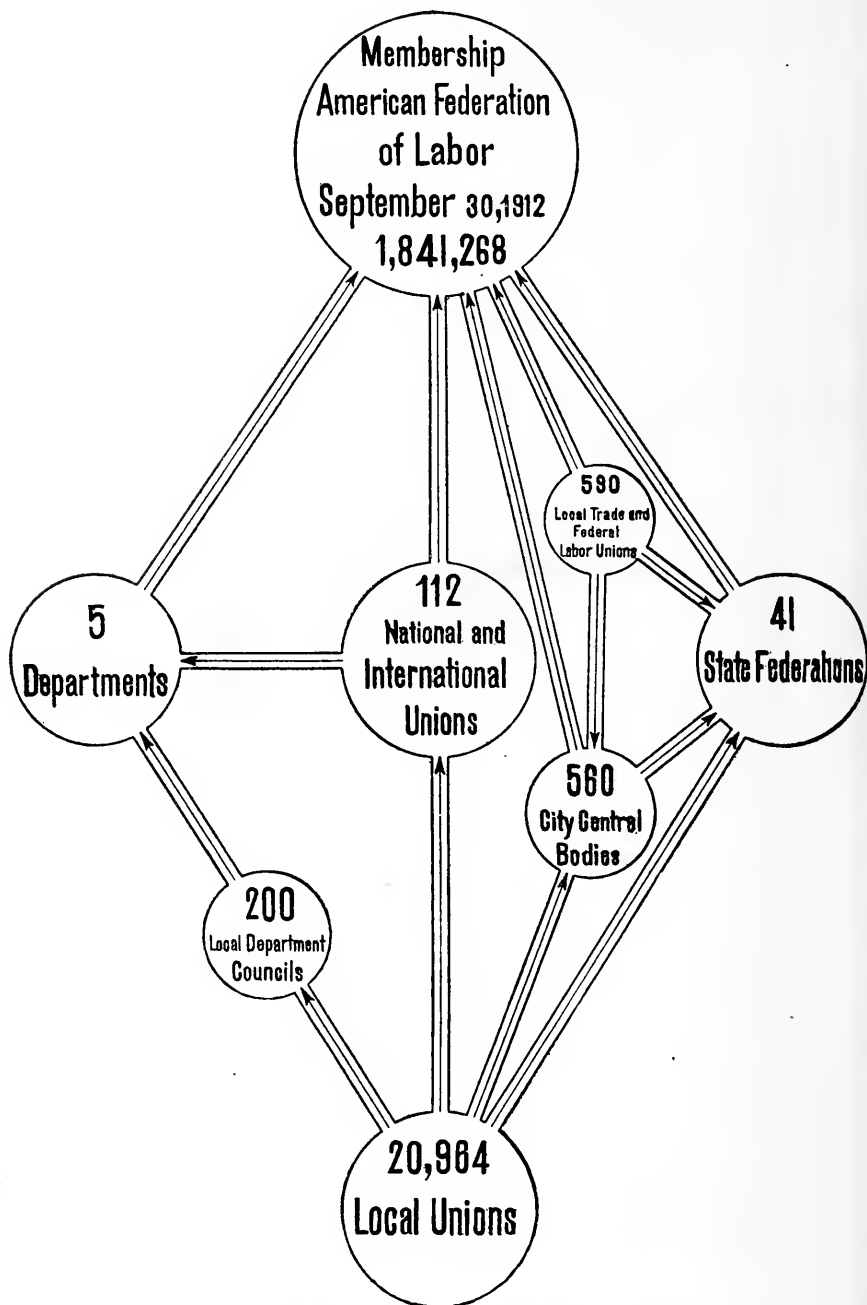 Membership
American Federation
of Labor
September 30,1912
1,841,268
590
Local Trade and
Federal
Labor Unions
5
Departments
112
National and
International
Unions
41
State Federations
560
City Central
Bodies
200
Local Department
Councils
20,964
Local Unions